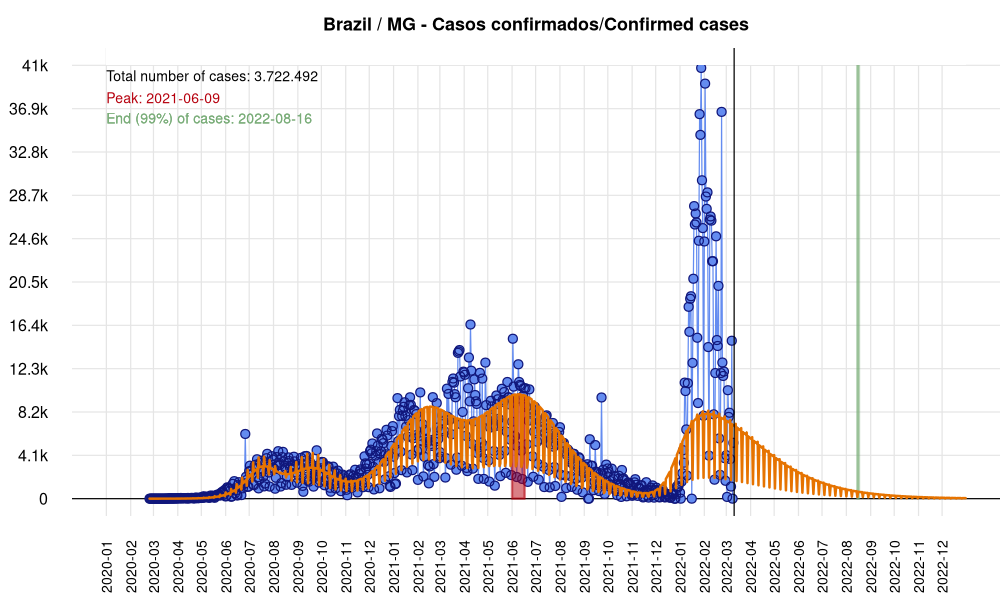 Brazil / MG - Casos confirmados/Confirmed cases
Total number of cases: 3.722.492
Peak: 2021-06-09
End (99%) of cases: 2022-08-16
41k
36.9k
32.8k
28.7k
24.6k
20.5k
16.4k
12.3k
8.2k
4.1k
0
2020-01
2020-02
2020-03
2020-04
2020-05
2020-06
2020-07
2020-08
2020-09
2020-10
2020-11
2020-12
2021-01
2021-02
2021-03
2021-04
2021-05
2021-06
2021-07
2021-08
2021-09
2021-10
2021-11
2021-12
2022-01
2022-02
2022-03
2022-04
2022-05
2022-06
2022-07
2022-08
2022-09
2022-10
2022-11
2022-12